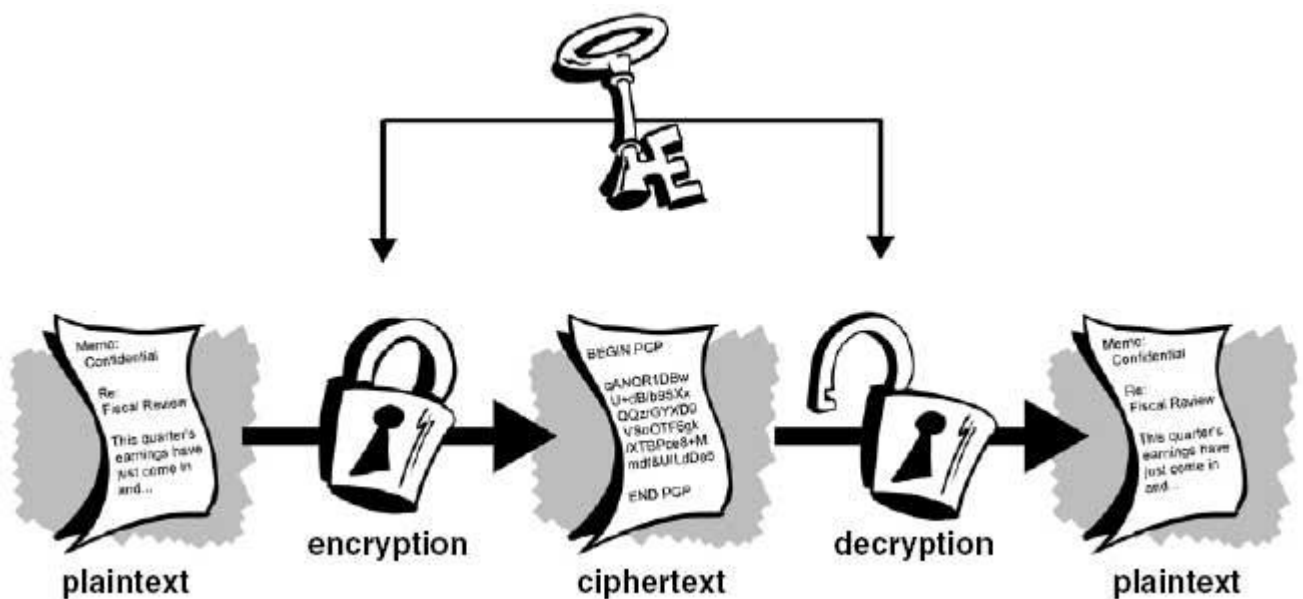 Memo:
Confidential
Re:
Fiscal Review
This quarter's
earnings have
just come in
and...
BEGIN PGP
END PGP
Memo:
Confidential
Re:
Fiscal Review
This quarter's
earnings have
just come in
and...
encryption
decryption
plaintext
ciphertext
plaintext